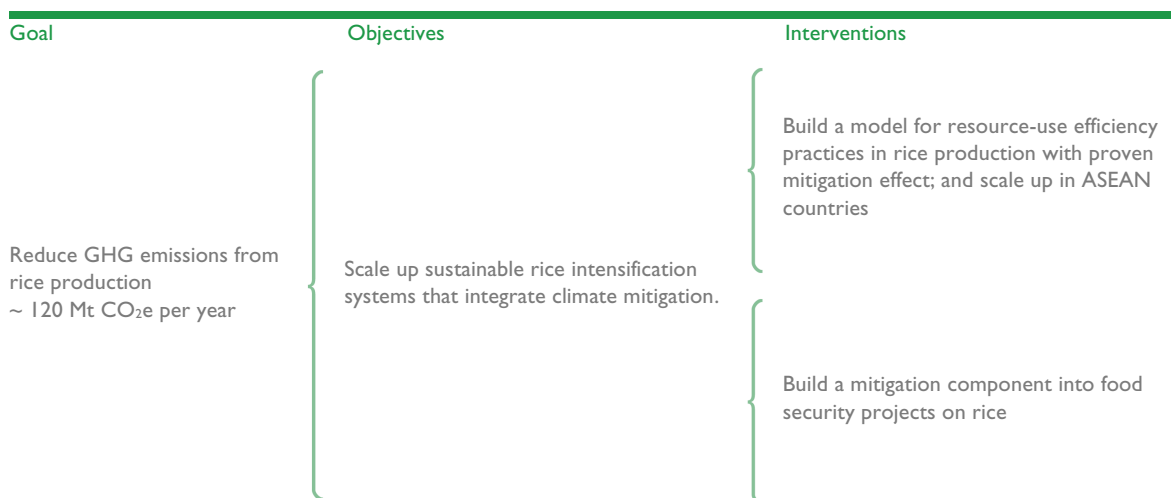 Goal
Objectives
Interventions
Reduce GHG emissions from
rice production
~ 120 Mt CO₂e per year
Scale up sustainable rice intensification
systems that integrate climate mitigation.
Build a model for resource-use efficiency
practices in rice production with proven
mitigation effect; and scale up in ASEAN
countries
Build a mitigation component into food
security projects on rice